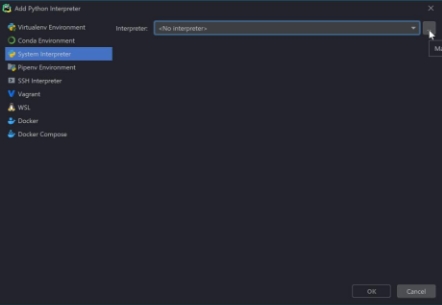 Add Python Interpreter
Virtualenv Environment
Conda Environment
System Interpreter
Pipenv Environment
SSH Interpreter
Vagrant
WSL
Docker
Docker Compose
Interpreter: <No interpreter>
Ma
OK Cancel